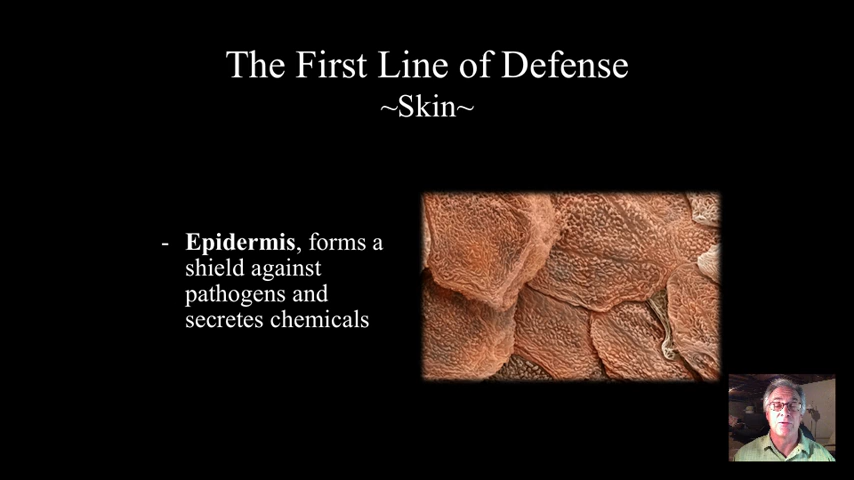 The First Line of Defense
~Skin~
- Epidermis, forms a
shield against
pathogens and
secretes chemicals